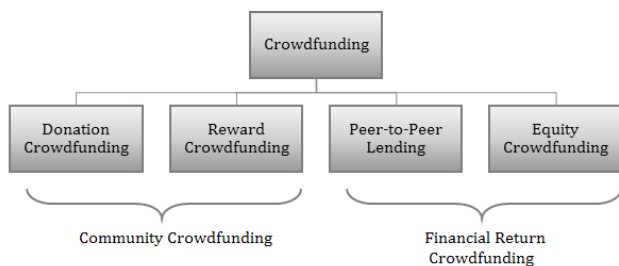 Crowdfunding
Donation
Crowdfunding
Reward
Crowdfunding
Peer-to-Peer
Lending
Equity
Crowdfunding
Community Crowdfunding
Financial Return
Crowdfunding